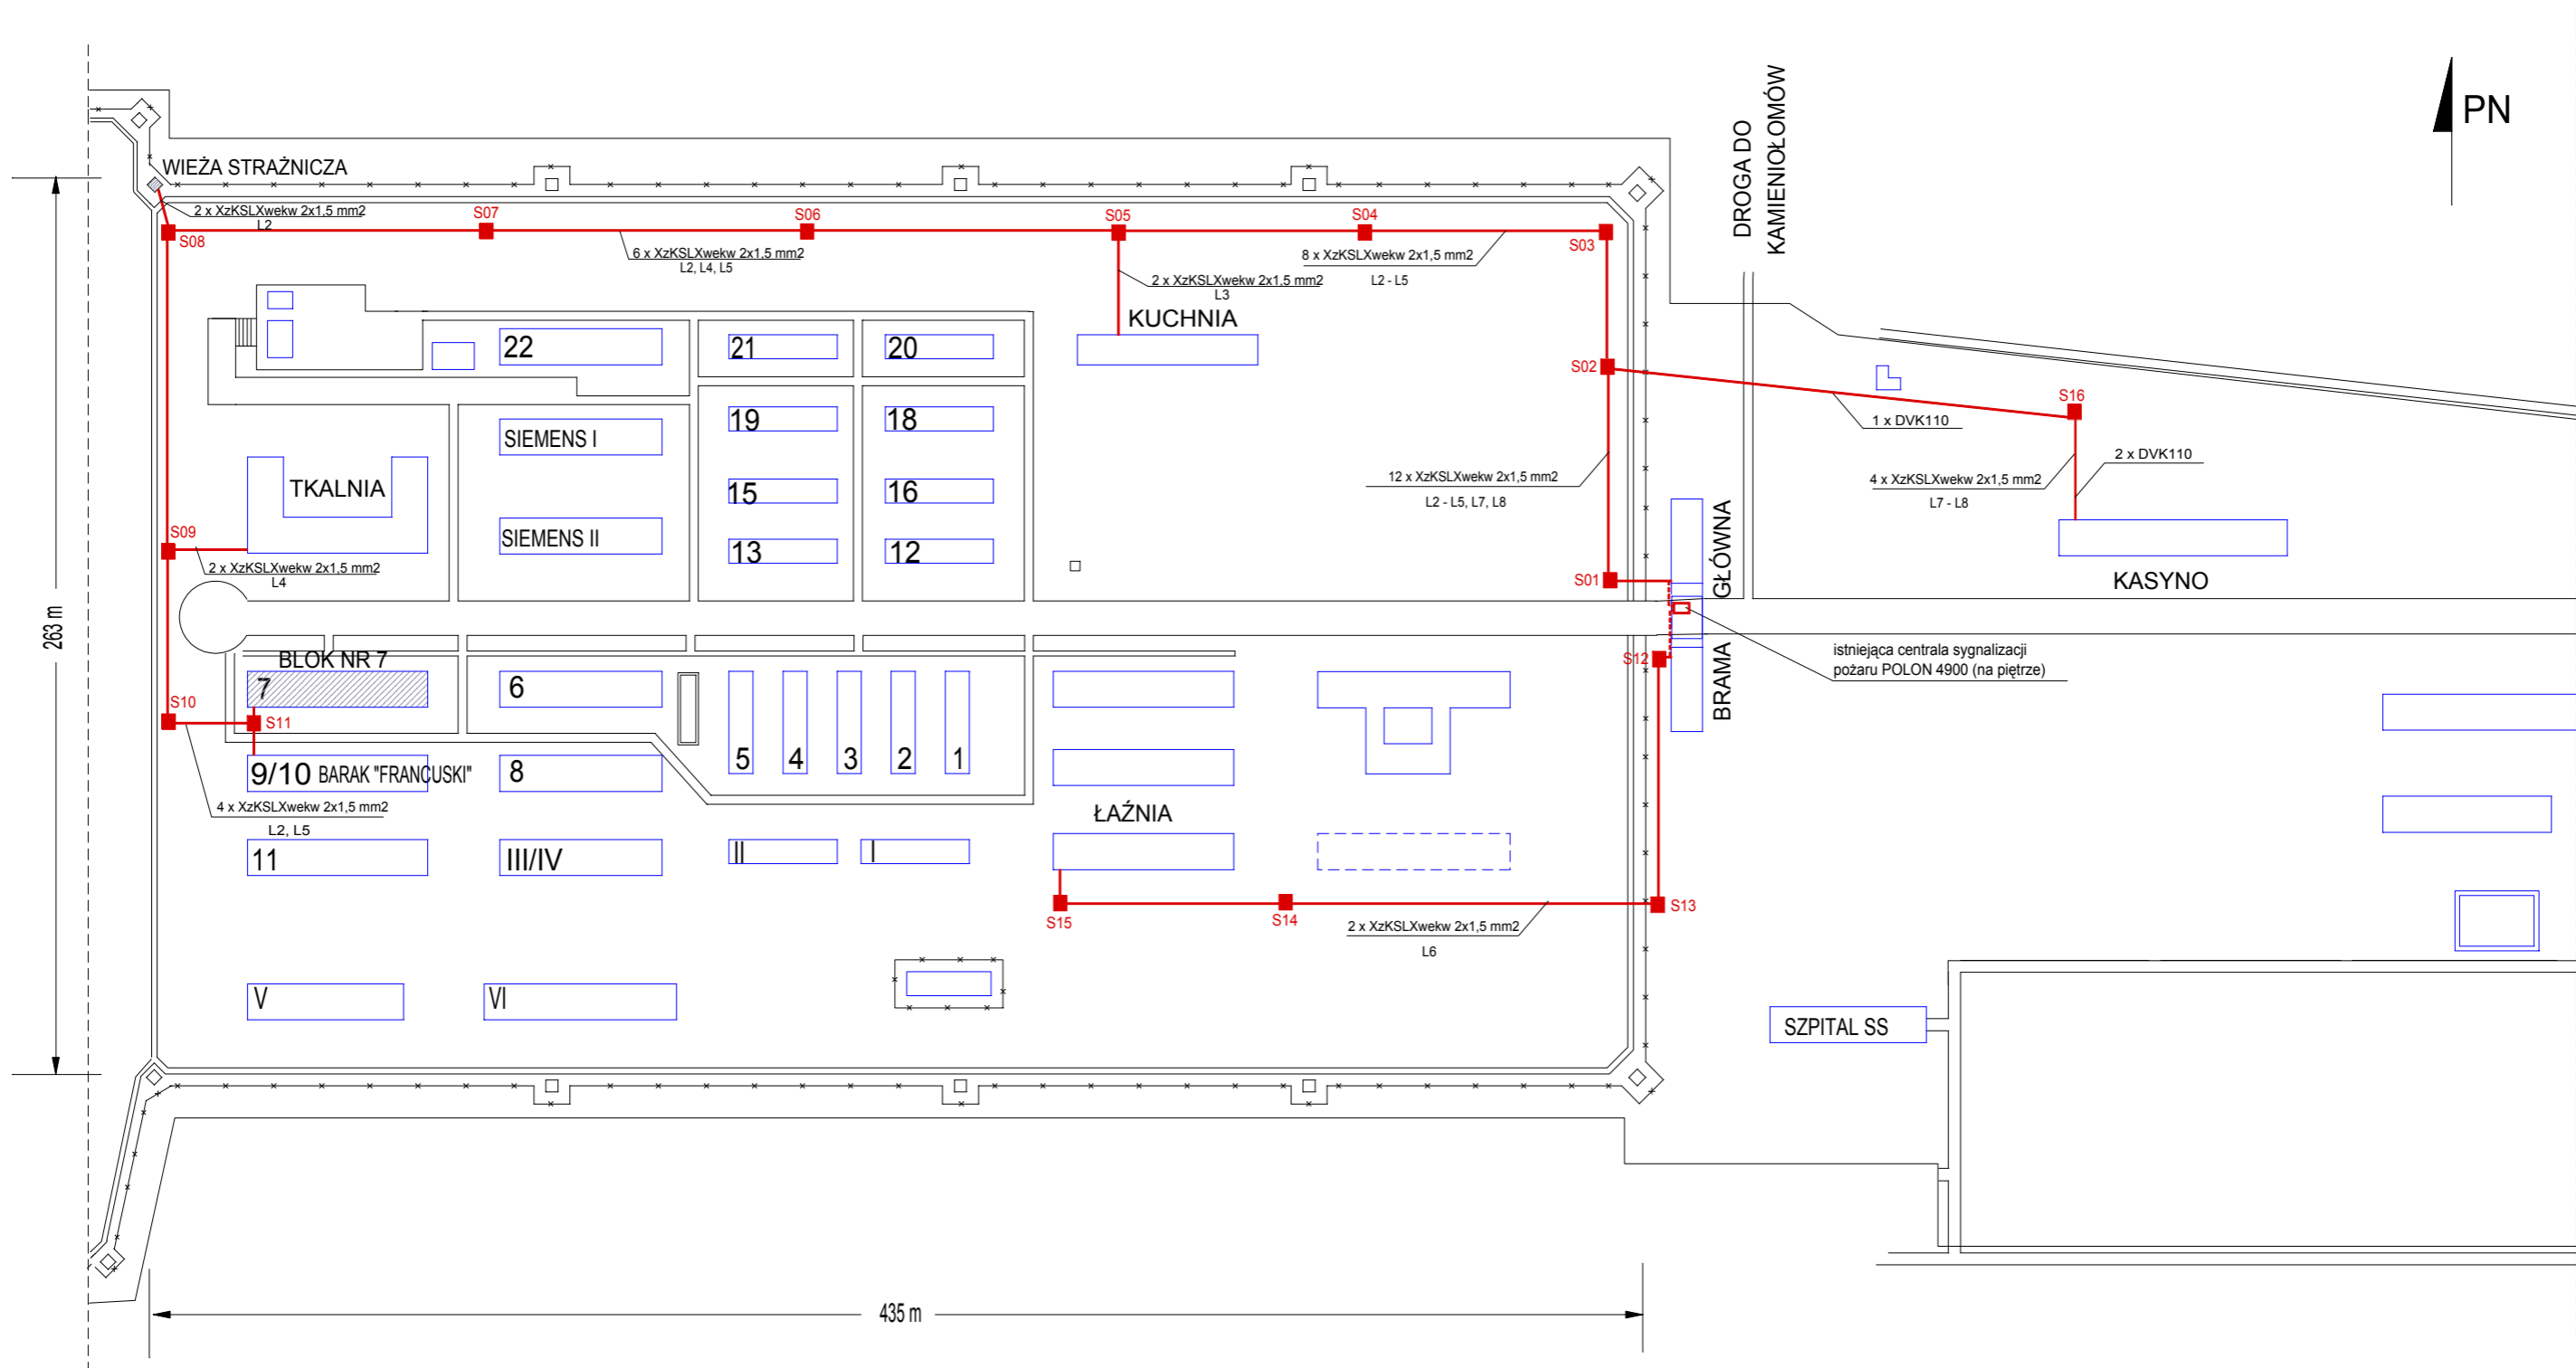 PN
DROGA DO
KAMIENIOŁOMÓW
WIEŻA STRAŻNICZA
2 x XzKSLXwekw 2x1,5 mm2
L2
S08
S07
S06
S05
S04
S03
6 x XzKSLXwekw 2x1,5 mm2
L2, L4, L5
8 x XzKSLXwekw 2x1,5 mm2
L2 - L5
2 x XzKSLXwekw 2x1,5 mm2
L3
KUCHNIA
22
21
20
S02
S16
1 x DVK110
19
18
SIEMENS I
2 x DVK110
4 x XzKSLXwekw 2x1,5 mm2
L7 - L8
12 x XzKSLXwekw 2x1,5 mm2
L2 - L5, L7, L8
TKALNIA
15
16
S09
SIEMENS II
13
12
2 x XzKSLXwekw 2x1,5 mm2
L4
S01
BRAMA GŁÓWNA
KASYNO
263 m
istniejąca centrala sygnalizacji
pożaru POLON 4900 (na piętrze)
BLOK NR 7
S12
7
6
S10
S11
5
4
3
2
1
9/10 BARAK "FRANCUSKI"
8
4 x XzKSLXwekw 2x1,5 mm2
L2, L5
ŁAŹNIA
11
III/IV
II
I
S15
S14
S13
2 x XzKSLXwekw 2x1,5 mm2
L6
V
VI
SZPITAL SS
435 m